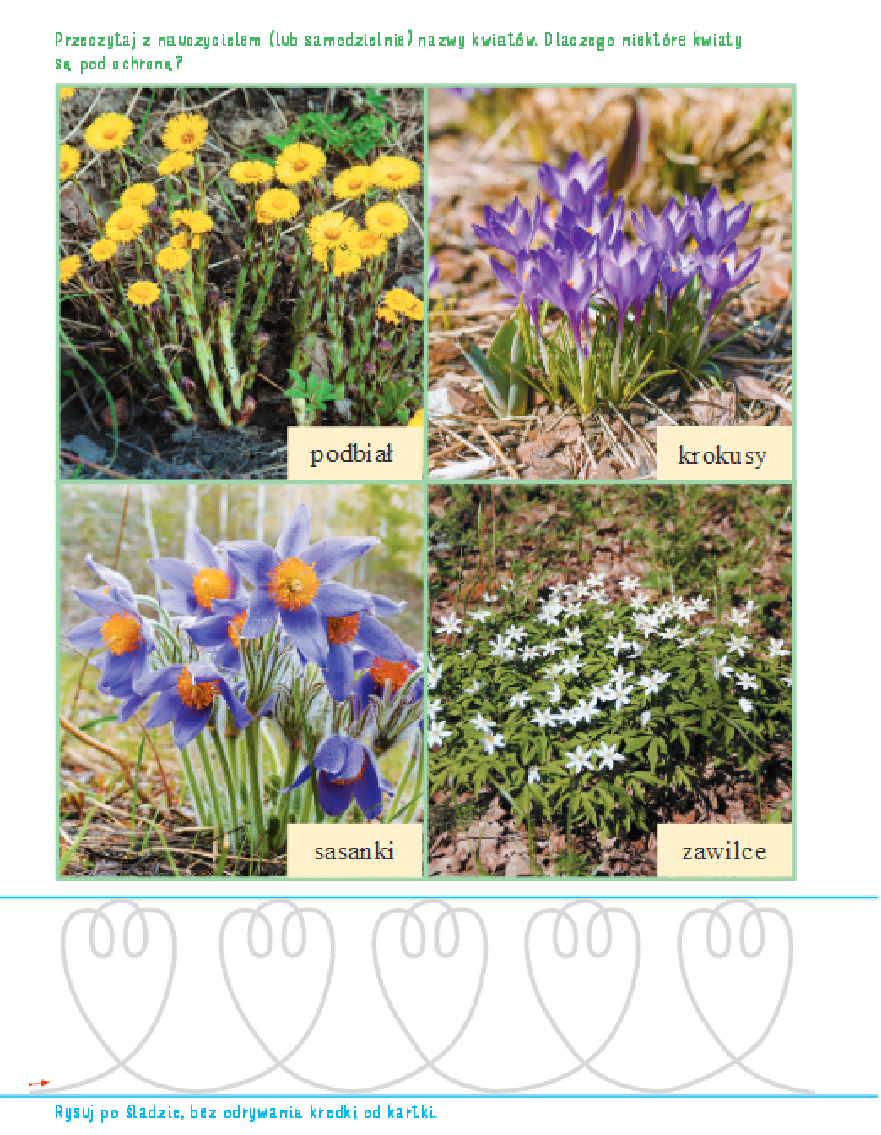 Przeczytaj z nauczycielem (lub samodzielnie) nazwy kwiatów. Dlaczego niektóre kwiaty
są pod ochroną?
podbiał
krokusy
sasanki
zawilce
Rysuj po śladzie, bez odrywania kredki od kartki.